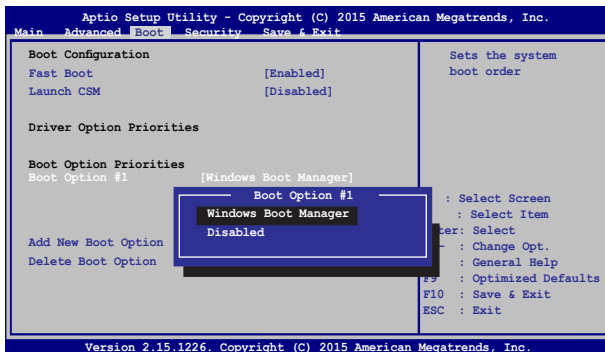 Aptio Setup Utility - Copyright (C) 2015 American Megatrends, Inc.
Main Advanced Boot Security Save & Exit
Boot Configuration
Fast Boot [Enabled]
Launch CSM [Disabled]
Driver Option Priorities
Boot Option Priorities
Boot Option #1 [Windows Boot Manager]
Boot Option #1
Windows Boot Manager
Disabled
Add New Boot Option
Delete Boot Option
Sets the system
boot order
: Select Screen
: Select Item
ter: Select
- : Change Opt.
: General Help
F9 : Optimized Defaults
F10 : Save & Exit
ESC : Exit
Version 2.15.1226. Copyright (C) 2015 American Megatrends, Inc.